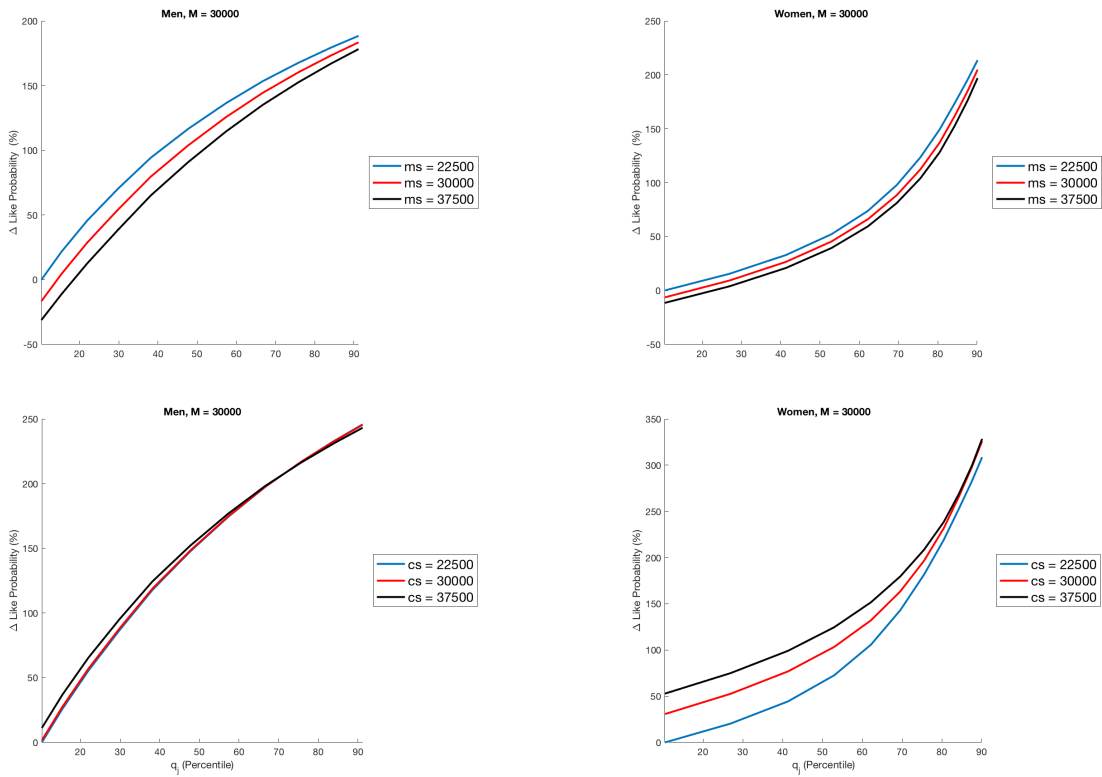 Men, M = 30000
200
150
100
50
0
-50
20
30
40
50
60
70
80
90
Δ Like Probability (%)
ms = 22500
ms = 30000
ms = 37500
Women, M = 30000
250
200
150
100
50
0
-50
20
30
40
50
60
70
80
90
Δ Like Probability (%)
ms = 22500
ms = 30000
ms = 37500
Men, M = 30000
250
200
150
100
50
0
20
30
40
50
60
70
80
90
Δ Like Probability (%)
q_j (Percentile)
cs = 22500
cs = 30000
cs = 37500
Women, M = 30000
350
300
250
200
150
100
50
0
20
30
40
50
60
70
80
90
Δ Like Probability (%)
q_j (Percentile)
cs = 22500
cs = 30000
cs = 37500